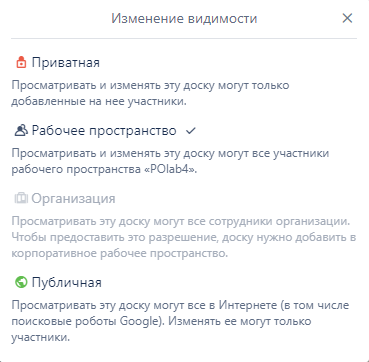 Изменение видимости
Приватная
Просматривать и изменять эту доску могут только
добавленные на нее участники.
Рабочее пространство
Просматривать и изменять эту доску могут все участники
рабочего пространства «POlab4».
Организация
Просматривать эту доску могут все сотрудники организации.
Чтобы предоставить это разрешение, доску нужно добавить в
корпоративное рабочее пространство.
Публичная
Просматривать эту доску могут все в Интернете (в том числе
поисковые роботы Google). Изменять ее могут только
участники.